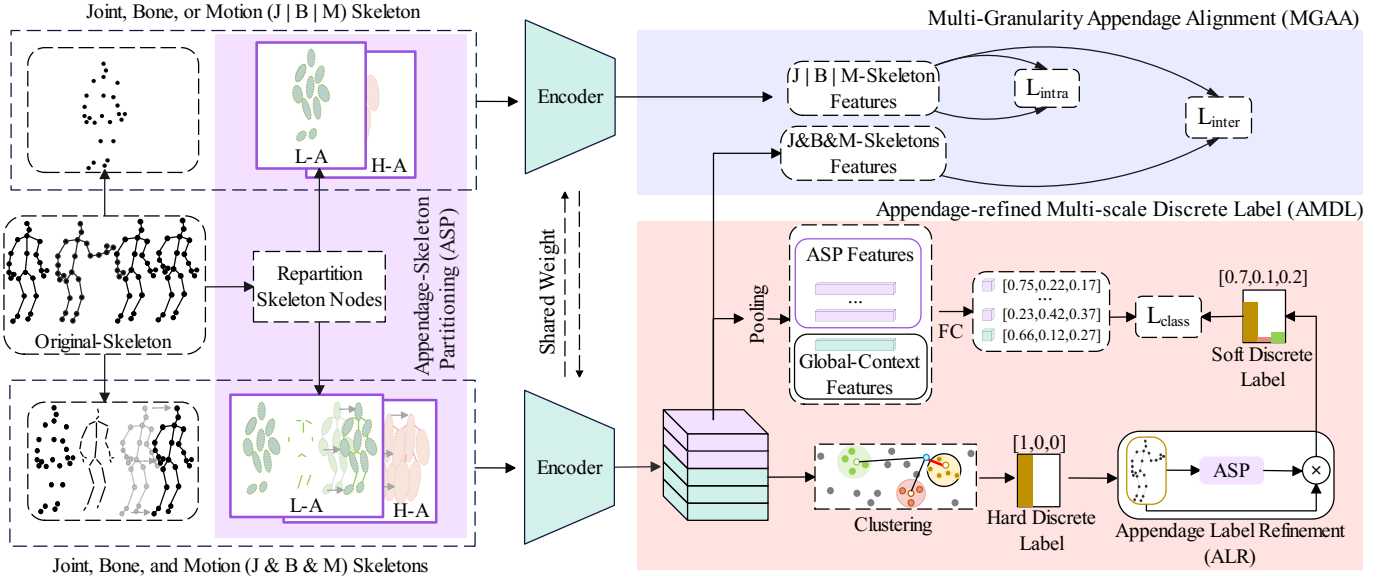 Joint, Bone, or Motion (J | B | M) Skeleton
L-A
H-A
Original-Skeleton
Repartition
Skeleton Nodes
Appendage-Skeleton
Partitioning (ASP)
L-A
H-A
Joint, Bone, and Motion (J & B & M) Skeletons
Encoder
Shared Weight
Encoder
Multi-Granularity Appendage Alignment (MGAA)
J | B | M-Skeleton
Features
L_intra
L_inter
J&B&M-Skeletons
Features
Appendage-refined Multi-scale Discrete Label (AMDL)
Pooling
ASP Features
...
Global-Context
Features
FC
[0.75,0.22,0.17]
...
[0.23,0.42,0.37]
[0.66,0.12,0.27]
L_class
[0.7,0.1,0.2]
Soft Discrete
Label
Clustering
[1,0,0]
Hard Discrete
Label
ASP
×
Appendage Label Refinement
(ALR)